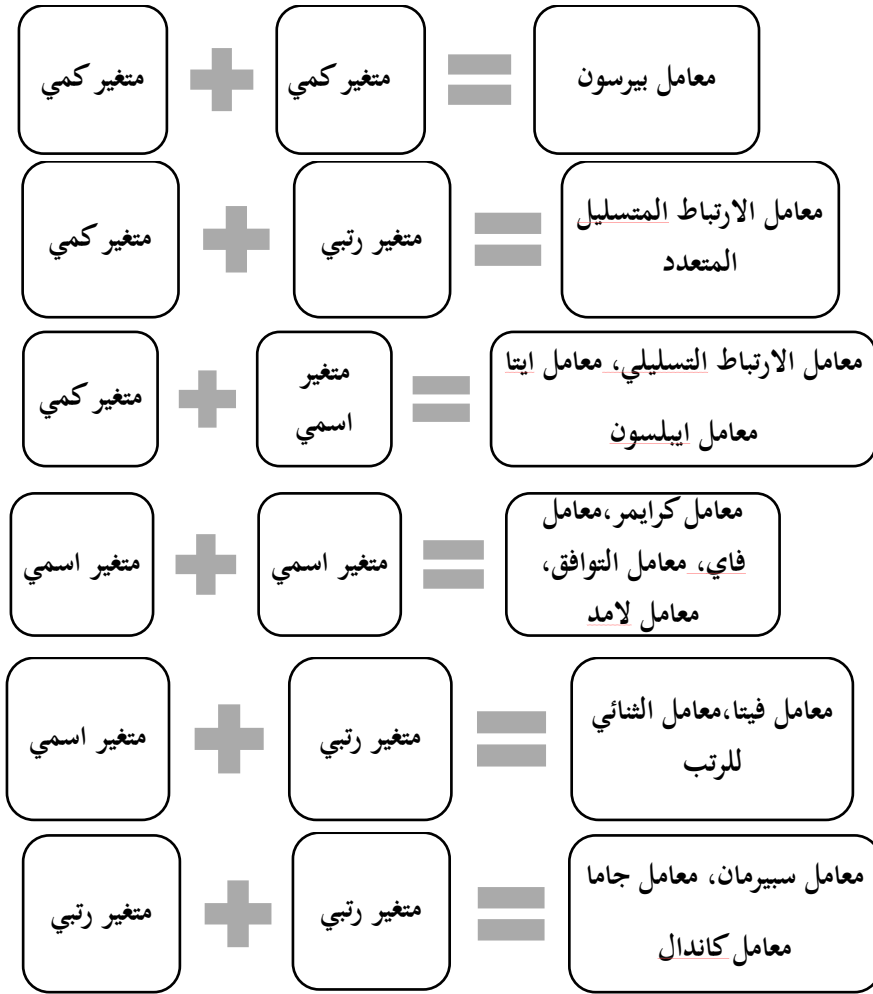 متغير كمي
متغير كمي
معامل بيرسون
متغير كمي
متغير رتبي
معامل الارتباط المتسليل
المتعدد
متغير كمي
متغير
اسمي
معامل الارتباط التسليلي، معامل ايتا
معامل ايبلسون
متغير اسمي
متغير اسمي
معامل كرايمر،معامل
فاي، معامل التوافق،
معامل لامد
متغير اسمي
متغير رتبي
معامل فيتا،معامل الثنائي
للرتب
متغير رتبي
متغير رتبي
معامل سبيرمان، معامل جاما
معامل كاندال